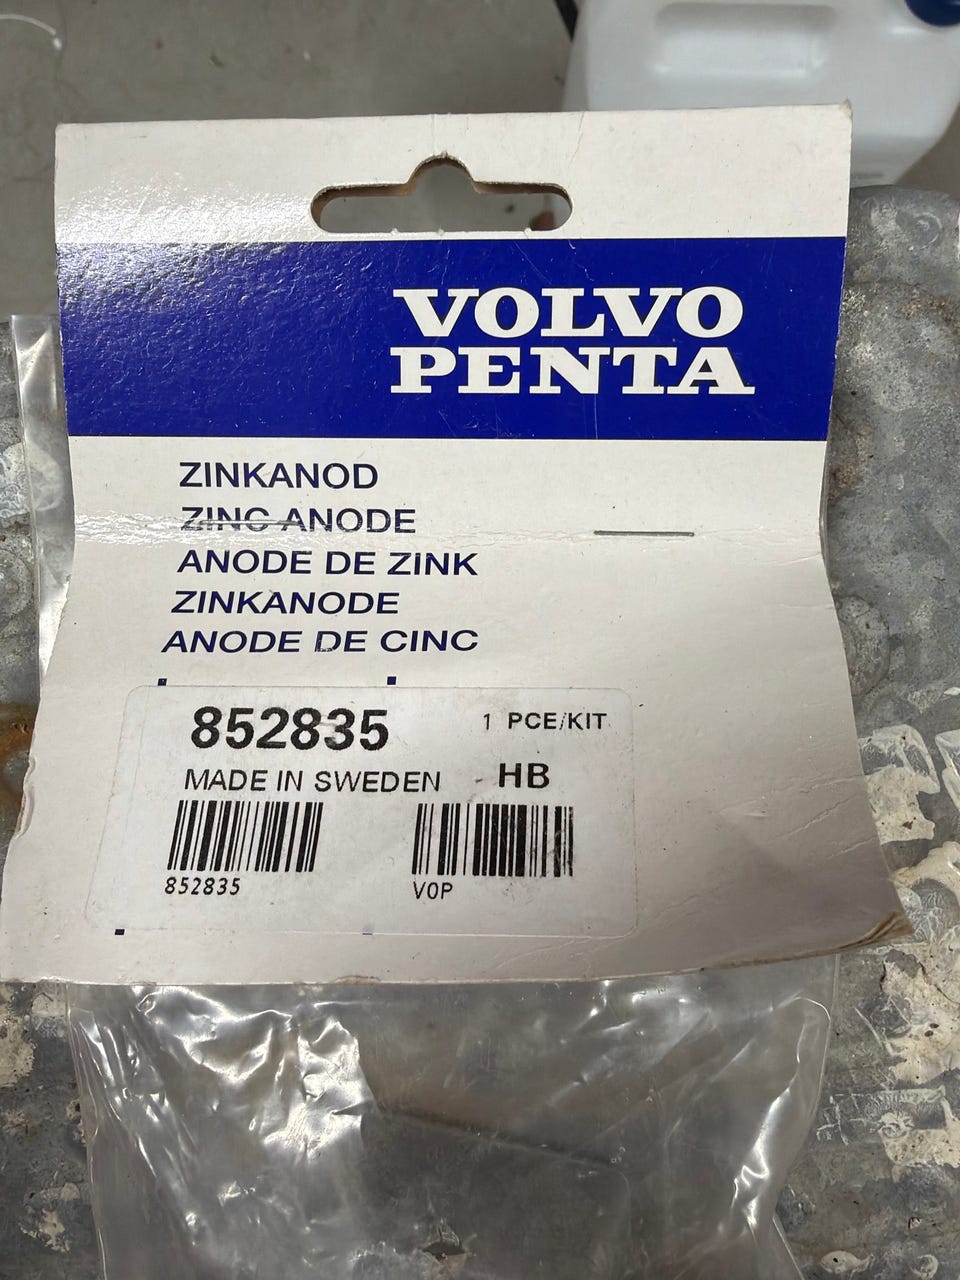 VOLVO
PENTA
ZINKANOD
ZINC ANODE
ANODE DE ZINK
ZINKANODE
ANODE DE CINC
852835 1 PCE/KIT
MADE IN SWEDEN HB
852835 VOP